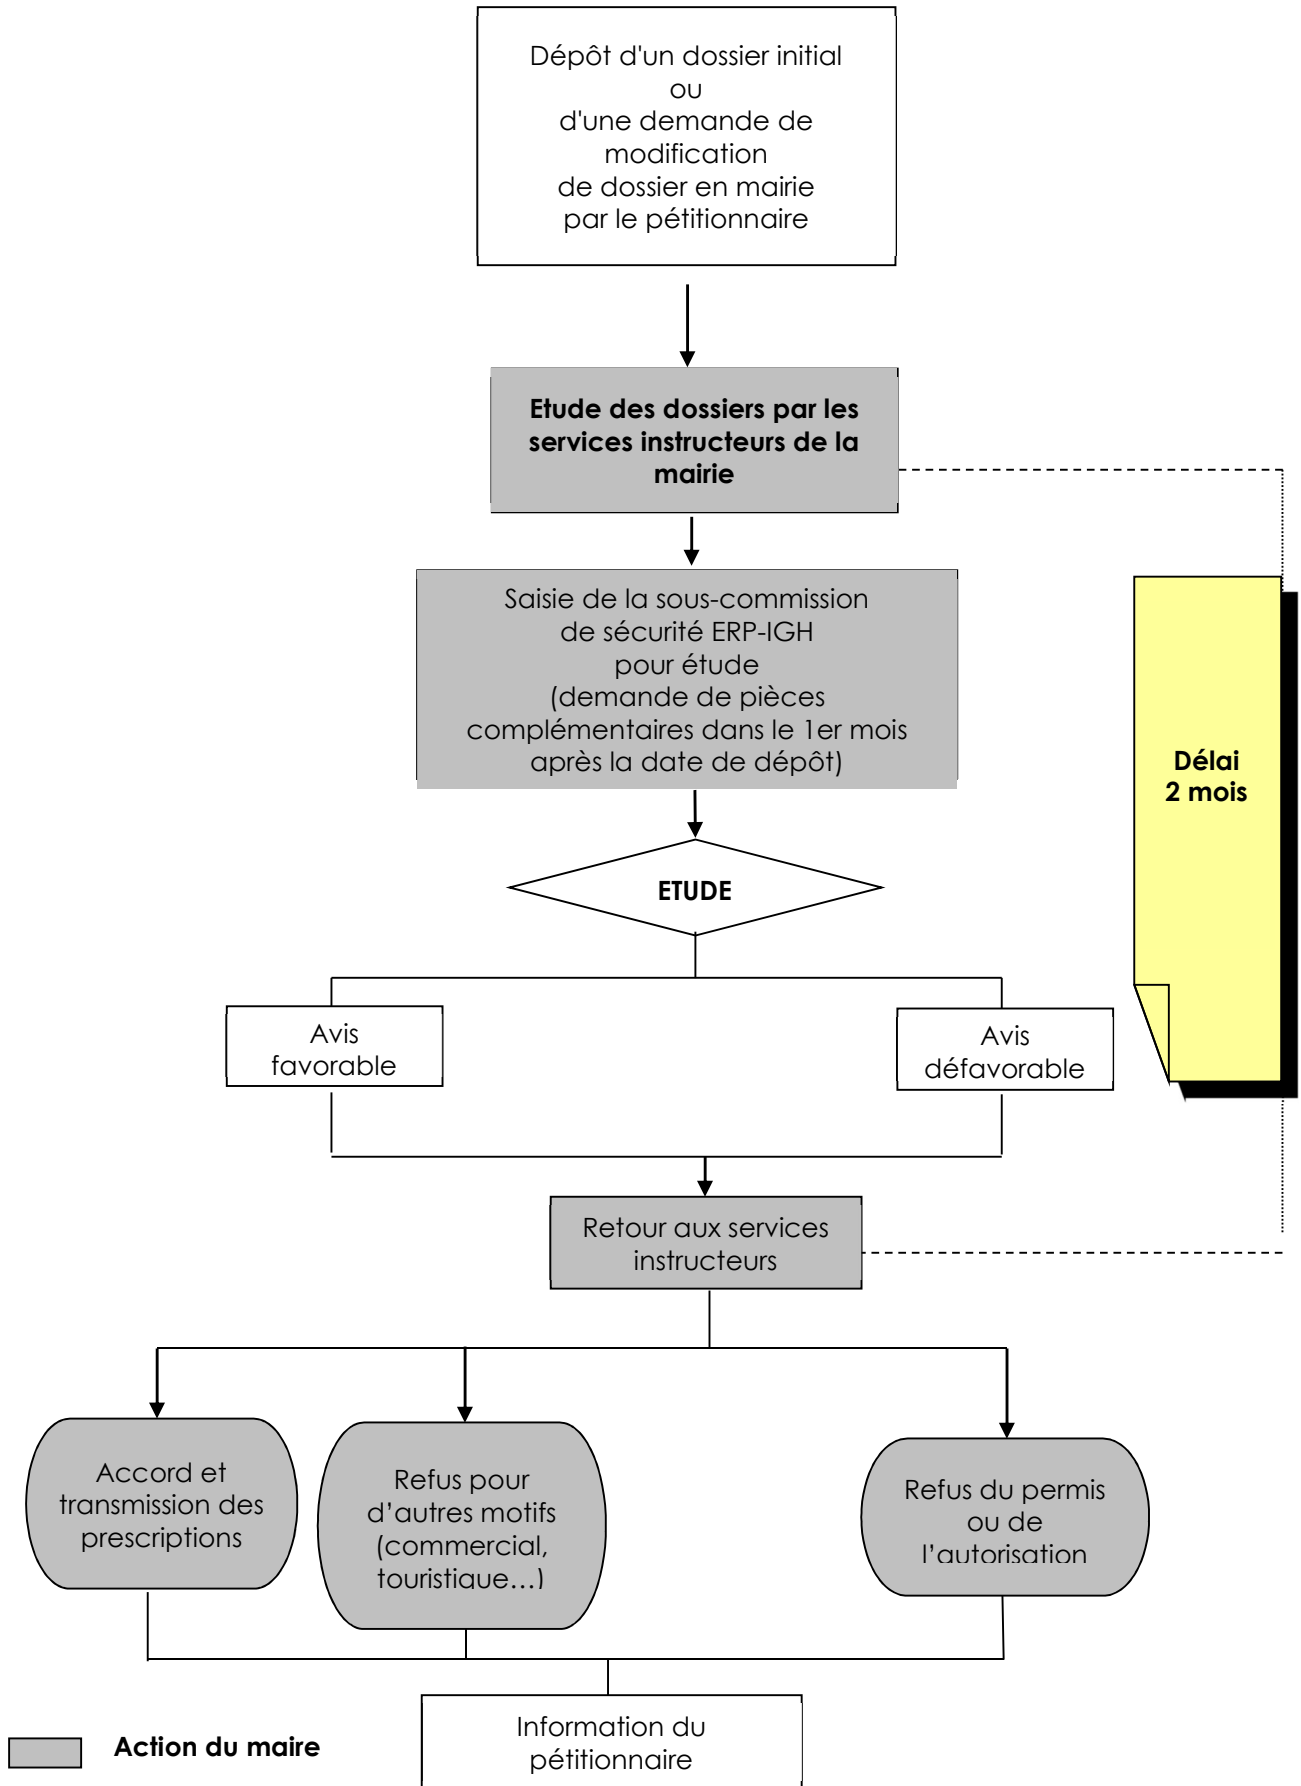 Dépôt d'un dossier initial
ou
d'une demande de
modification
de dossier en mairie
par le pétitionnaire
Etude des dossiers par les
services instructeurs de la
mairie
Saisie de la sous-commission
de sécurité ERP-IGH
pour étude
(demande de pièces
complémentaires dans le 1er mois
après la date de dépôt)
Délai
2 mois
ETUDE
Avis
favorable
Avis
défavorable
Retour aux services
instructeurs
Accord et
transmission des
prescriptions
Refus pour
d’autres motifs
(commercial,
touristique…)
Refus du permis
ou de
l’autorisation
Information du
pétitionnaire
Action du maire